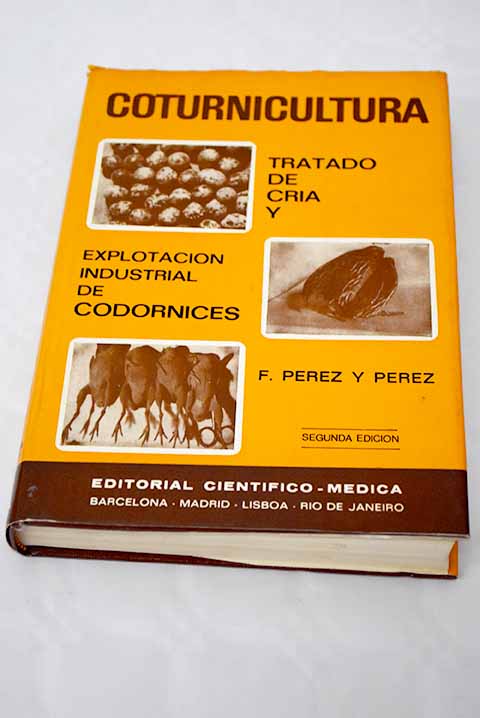 COTURNICULTURA
TRATADO
DE
CRIA
Y
EXPLOTACION
INDUSTRIAL
DE
CODORNICES
F. PEREZ Y PEREZ
SEGUNDA EDICION
EDITORIAL CIENTIFICO-MEDICA
BARCELONA · MADRID · LISBOA · RIO DE JANEIRO